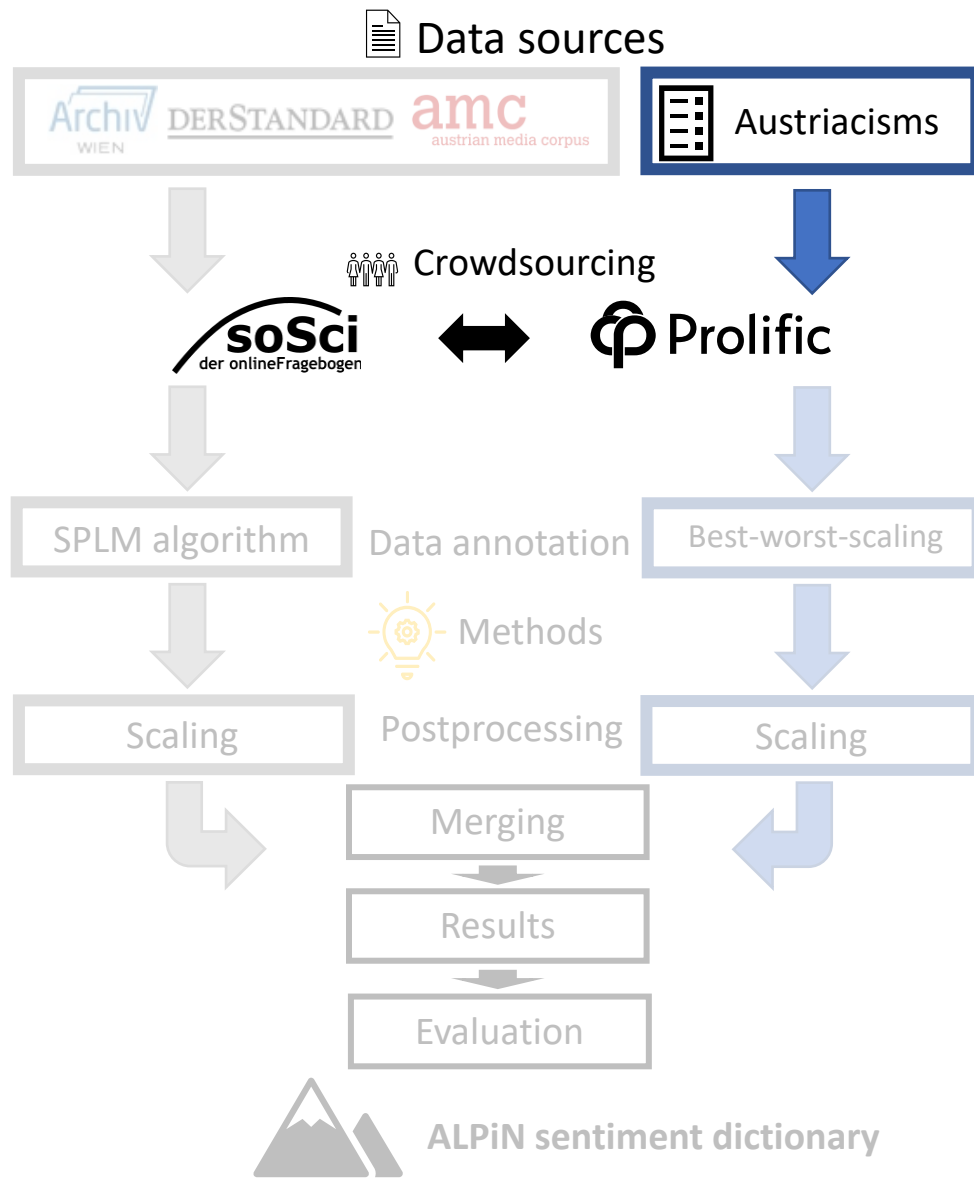 Data sources
Archiv
WIEN
DERSTANDARD
amc
austrian media corpus
Austriacisms
Crowdsourcing
soSci
der onlineFragebogen
Prolific
SPLM algorithm
Data annotation
Best-worst-scaling
Methods
Scaling
Postprocessing
Scaling
Merging
Results
Evaluation
ALPiN sentiment dictionary